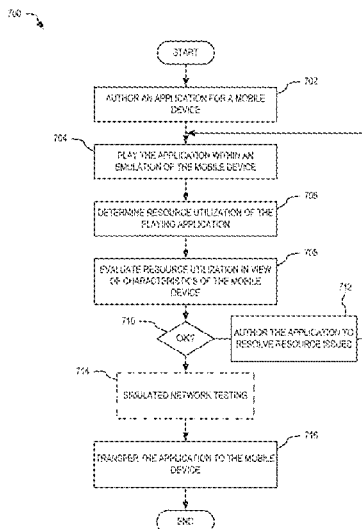 700
START
702
AUTHOR AN APPLICATION FOR A MOBILE
DEVICE
704
PLAY THE APPLICATION WITHIN AN
EMULATION OF THE MOBILE DEVICE
706
DETERMINE RESOURCE UTILIZATION OF THE
PLAYING APPLICATION
708
EVALUATE RESOURCE UTILIZATION IN VIEW
OF CHARACTERISTICS OF THE MOBILE
DEVICE
710
OK?
712
AUTHOR THE APPLICATION TO
RESOLVE RESOURCE ISSUES
714
SIMULATED NETWORK TESTING
716
TRANSFER THE APPLICATION TO THE MOBILE
DEVICE
END